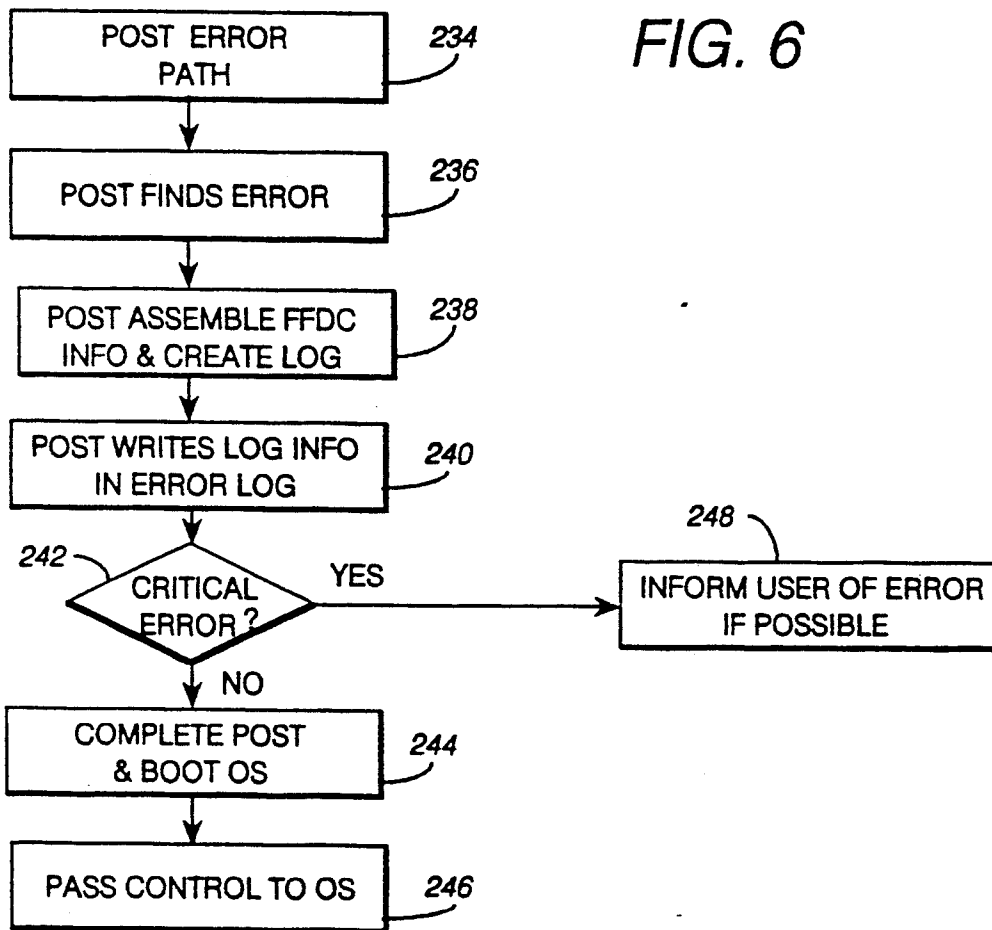 FIG. 6
POST ERROR
PATH
234
POST FINDS ERROR
236
POST ASSEMBLE FFDC
INFO & CREATE LOG
238
POST WRITES LOG INFO
IN ERROR LOG
240
242
CRITICAL
ERROR?
YES
248
INFORM USER OF ERROR
IF POSSIBLE
NO
COMPLETE POST
& BOOT OS
244
PASS CONTROL TO OS
246